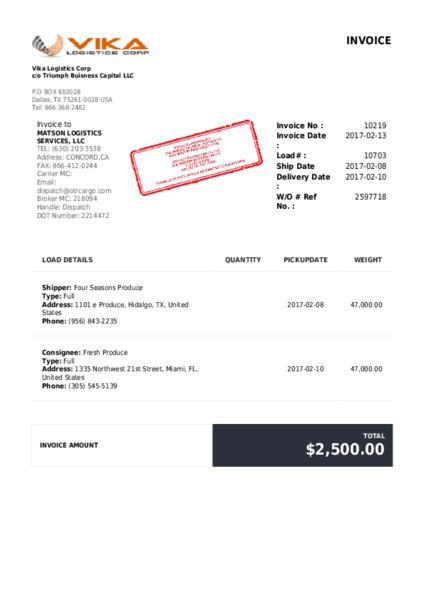 VIKA
LOGISTICS CORP
INVOICE
Vika Logistics Corp
c/o Triumph Buisness Capital LLC
P.O BOX 610028
Dallas, TX 75261-0028 USA
Tel: 866-368-2482
Invoice to
MATSON LOGISTICS
SERVICES, LLC
TEL: (630) 203-3538
Address: CONCORD,CA
FAX: 866-412-0244
Carrier MC:
Email:
dispatch@otrcargo.com
Broker MC: 218094
Handle: Dispatch
DOT Number: 2214472
Invoice No : 10219
Invoice Date 2017-02-13
:
Load# : 10703
Ship Date 2017-02-08
Delivery Date 2017-02-10
:
W/O # Ref 2597718
No. :
LOAD DETAILS QUANTITY PICKUPDATE WEIGHT
Shipper: Four Seasons Produce
Type: Full
Address: 1101 e Produce, Hidalgo, TX, United 2017-02-08 47,000.00
States
Phone: (956) 843-2235
Consignee: Fresh Produce
Type: Full
Address: 1335 Northwest 21st Street, Miami, FL, 2017-02-10 47,000.00
United States
Phone: (305) 545-5139
TOTAL
INVOICE AMOUNT $2,500.00